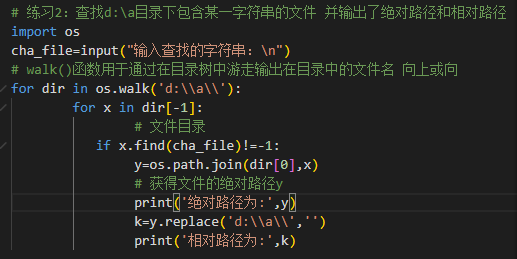 # 练习2：查找d:\a目录下包含某一字符串的文件 并输出了绝对路径和相对路径
import os
cha_file=input("输入查找的字符串：\n")
# walk()函数用于通过在目录树中游走输出在目录中的文件名 向上或向
for dir in os.walk('d:\\a\\'):
for x in dir[-1]:
# 文件目录
if x.find(cha_file)!=-1:
y=os.path.join(dir[0],x)
# 获得文件的绝对路径y
print('绝对路径为:',y)
k=y.replace('d:\\a\\','')
print('相对路径为:',k)